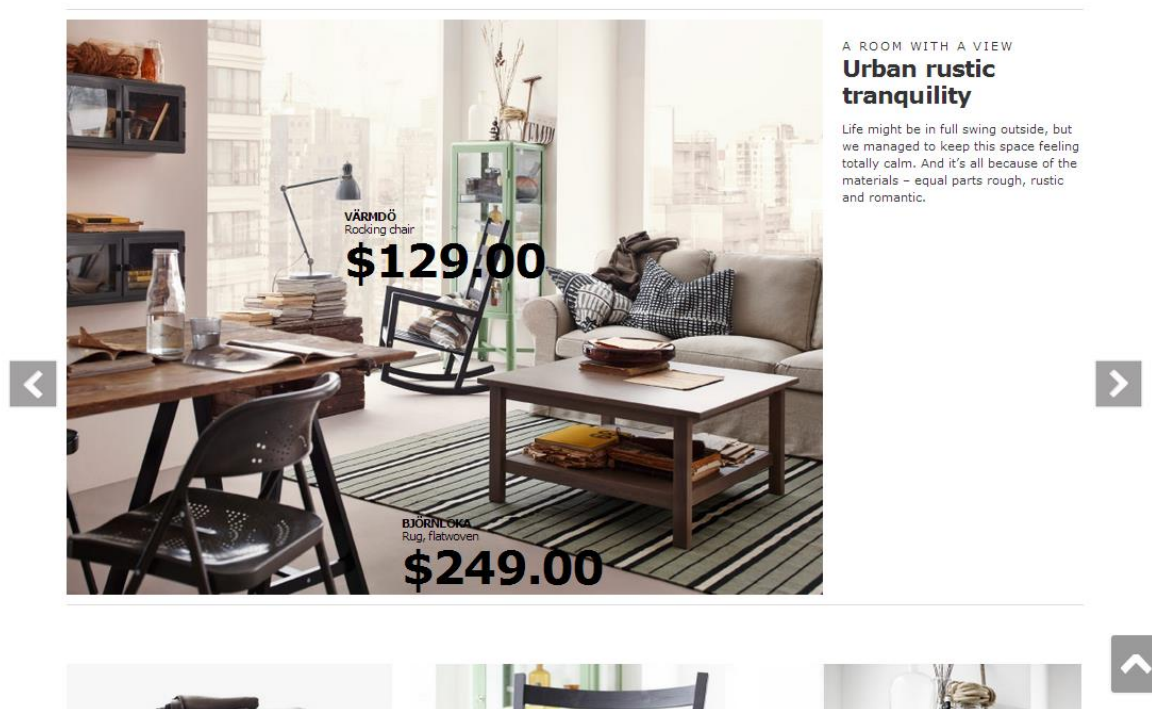 A ROOM WITH A VIEW
Urban rustic
tranquility
Life might be in full swing outside, but
we managed to keep this space feeling
totally calm. And it's all because of the
materials – equal parts rough, rustic
and romantic.
VÄRMDÖ
Rocking chair
$129.00
BJÖRNLOKA
Rug, flatwoven
$249.00